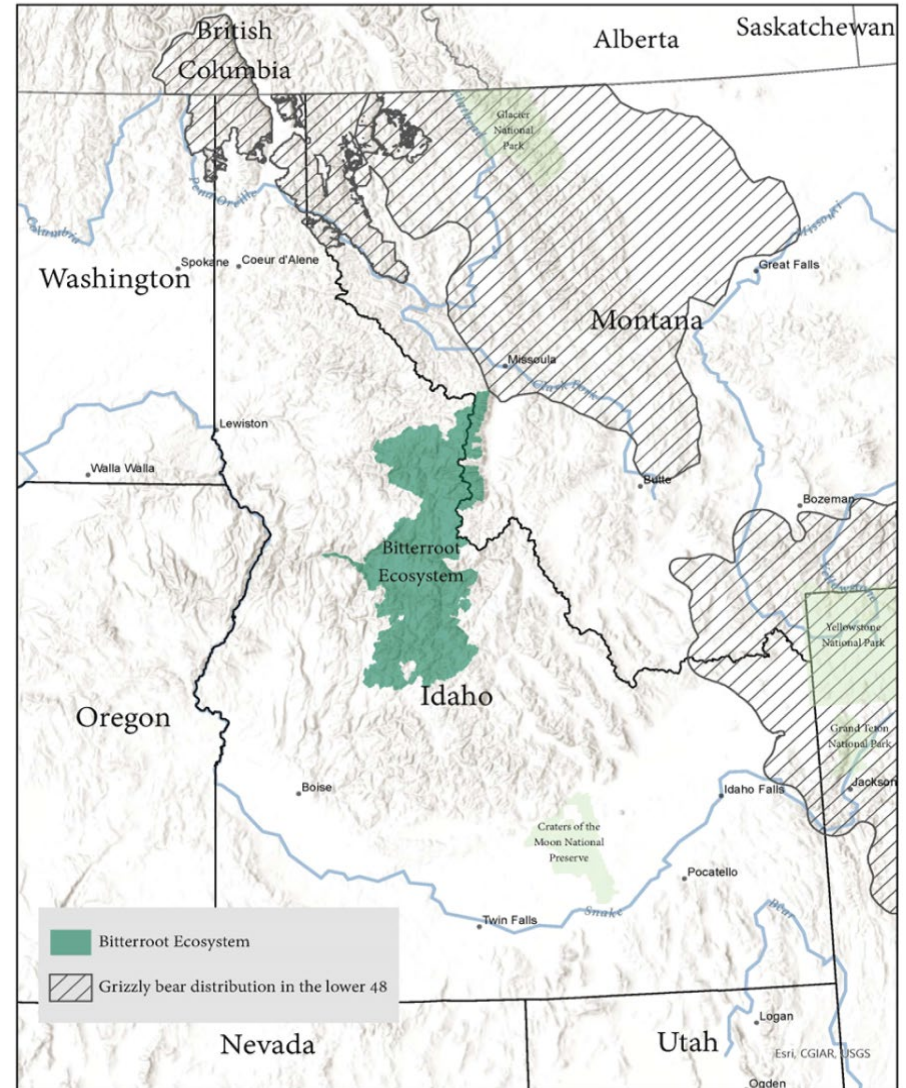 British
Columbia
Alberta
Saskatchewan
Glacier
National
Park
Flathead
Pend Oreille
Columbia
Missouri
Spokane
Coeur d'Alene
Washington
Great Falls
Montana
Missoula
Clark Fork
Lewiston
Walla Walla
Butte
Bozeman
Bitterroot
Ecosystem
Yellowstone
Yellowstone
National Park
Idaho
Oregon
Grand Teton
National Park
Jackson
Boise
Idaho Falls
Craters of the
Moon National
Preserve
Pocatello
Snake
Twin Falls
Bear
Bitterroot Ecosystem
Grizzly bear distribution in the lower 48
Nevada
Utah
Logan
Esri, CGIAR, USGS
Ogden